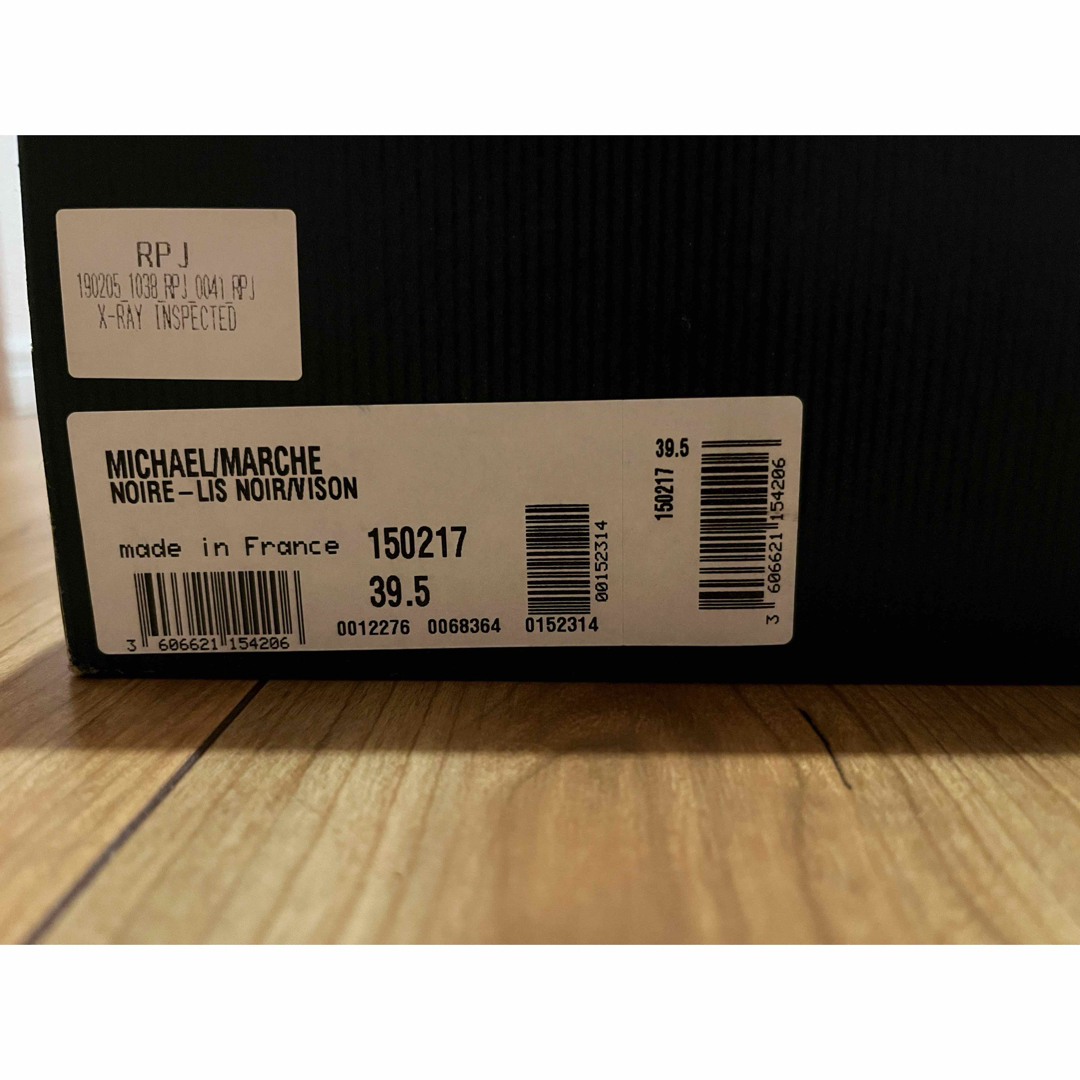 RPJ
190205_1038_RPJ_0041_RPJ
X-RAY INSPECTED
MICHAEL/MARCHE
NOIRE-LIS NOIR/VISON
made in France 150217
39.5
3 606621 154206
0012276 0068364 0152314
00152314
39.5
150217
3 606621 154206